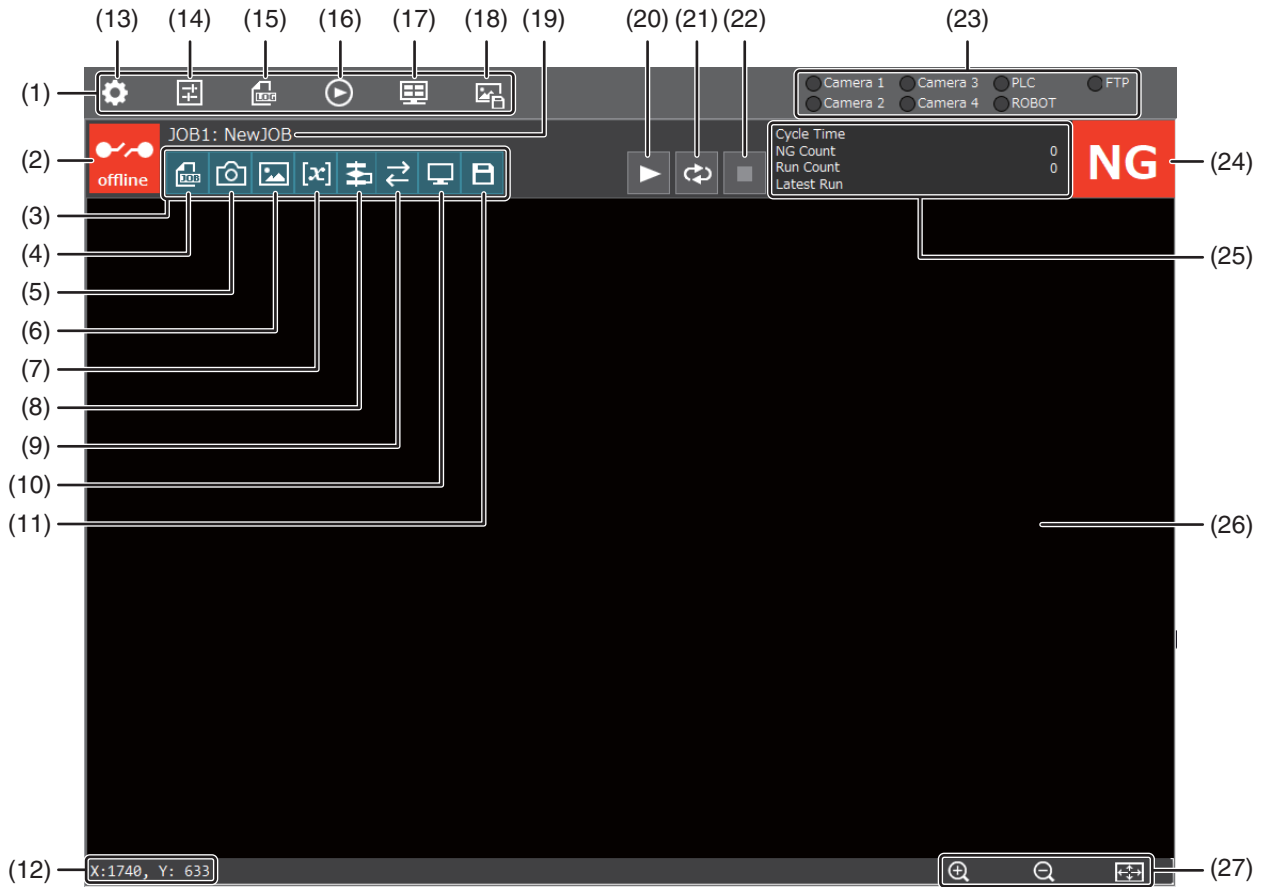 (13) (14) (15) (16) (17) (18) (19) (20) (21) (22) (23)
(1)
LOG
Camera 1 Camera 3 PLC FTP
Camera 2 Camera 4 ROBOT
(2)
offline
JOB1: NewJOB
JOB
[x]
Cycle Time
NG Count 0
Run Count 0
Latest Run
NG
(24)
(3)
(4)
(25)
(5)
(6)
(7)
(8)
(9)
(10)
(11)
(26)
(12)
X:1740, Y: 633
(27)